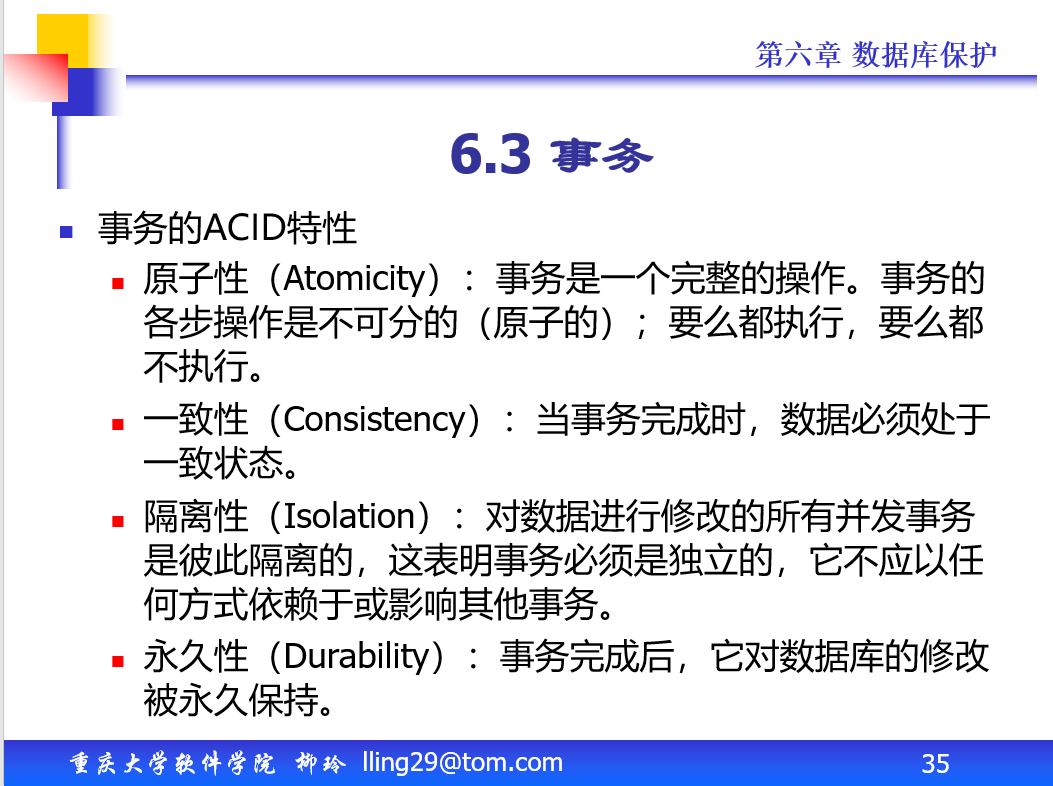 第六章 数据库保护
6.3 事务
事务的ACID特性
原子性（Atomicity）：事务是一个完整的操作。事务的
各步操作是不可分的（原子的）；要么都执行，要么都
不执行。
一致性（Consistency）：当事务完成时，数据必须处于
一致状态。
隔离性（Isolation）：对数据进行修改的所有并发事务
是彼此隔离的，这表明事务必须是独立的，它不应以任
何方式依赖于或影响其他事务。
永久性（Durability）：事务完成后，它对数据库的修改
被永久保持。
重庆大学软件学院 柳玲 lling29@tom.com 35